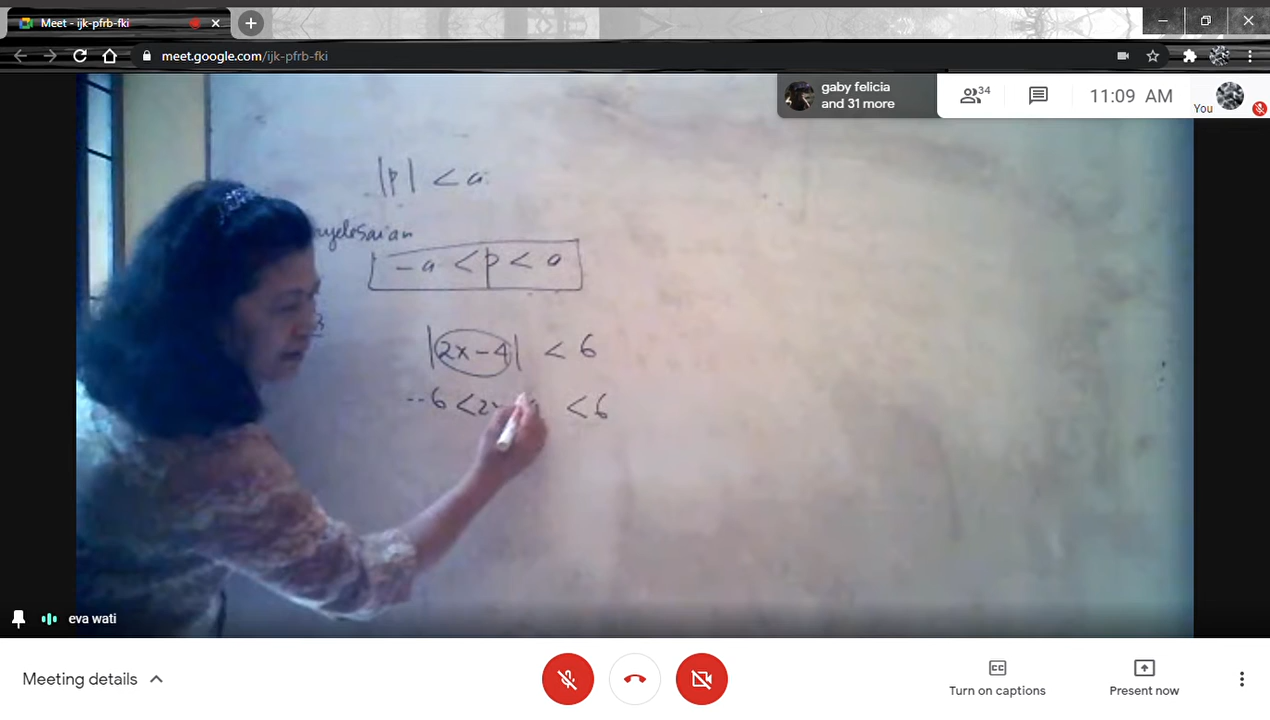 Meet - ijk-pfrb-fki
meet.google.com/ijk-pfrb-fki
gaby felicia
and 31 more
34
11:09 AM
You
|p| < a
nyelesaian
-a < p < a
3
|2x-4| < 6
-6 < 2x < 6
eva wati
Meeting details
Turn on captions
Present now